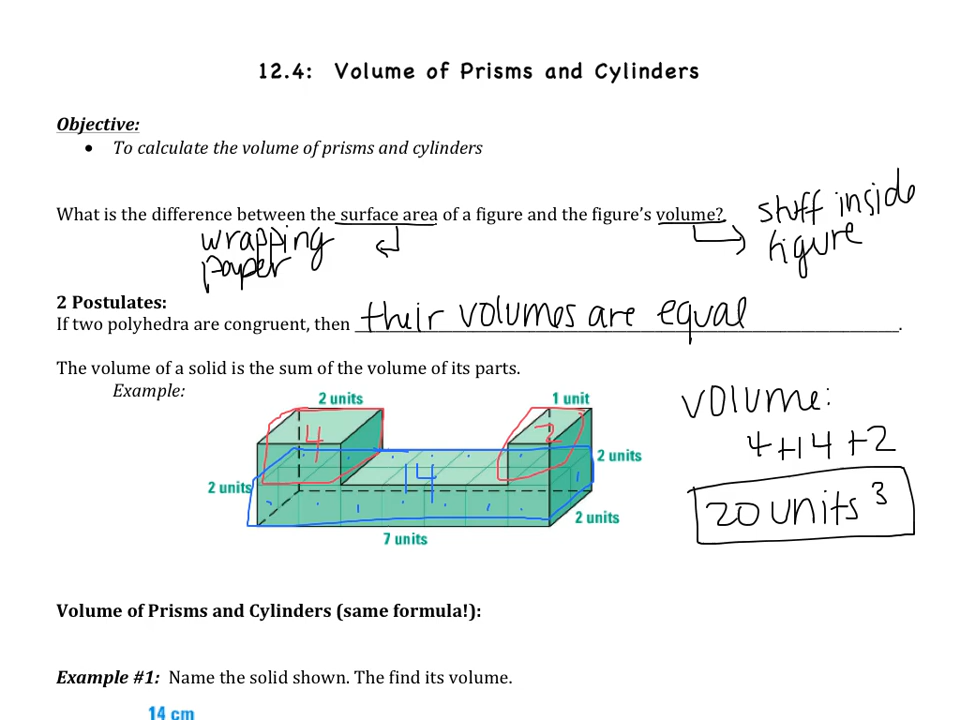 12.4: Volume of Prisms and Cylinders
Objective:
• To calculate the volume of prisms and cylinders
What is the difference between the surface area of a figure and the figure's volume?
stuff inside
figure
wrapping
paper
2 Postulates:
If two polyhedra are congruent, then their volumes are equal.
The volume of a solid is the sum of the volume of its parts.
Example:
2 units
1 unit
4
2
2 units
14
2 units
2 units
7 units
volume:
4+14+2
20 units³
Volume of Prisms and Cylinders (same formula!):
Example #1: Name the solid shown. The find its volume.
14 cm